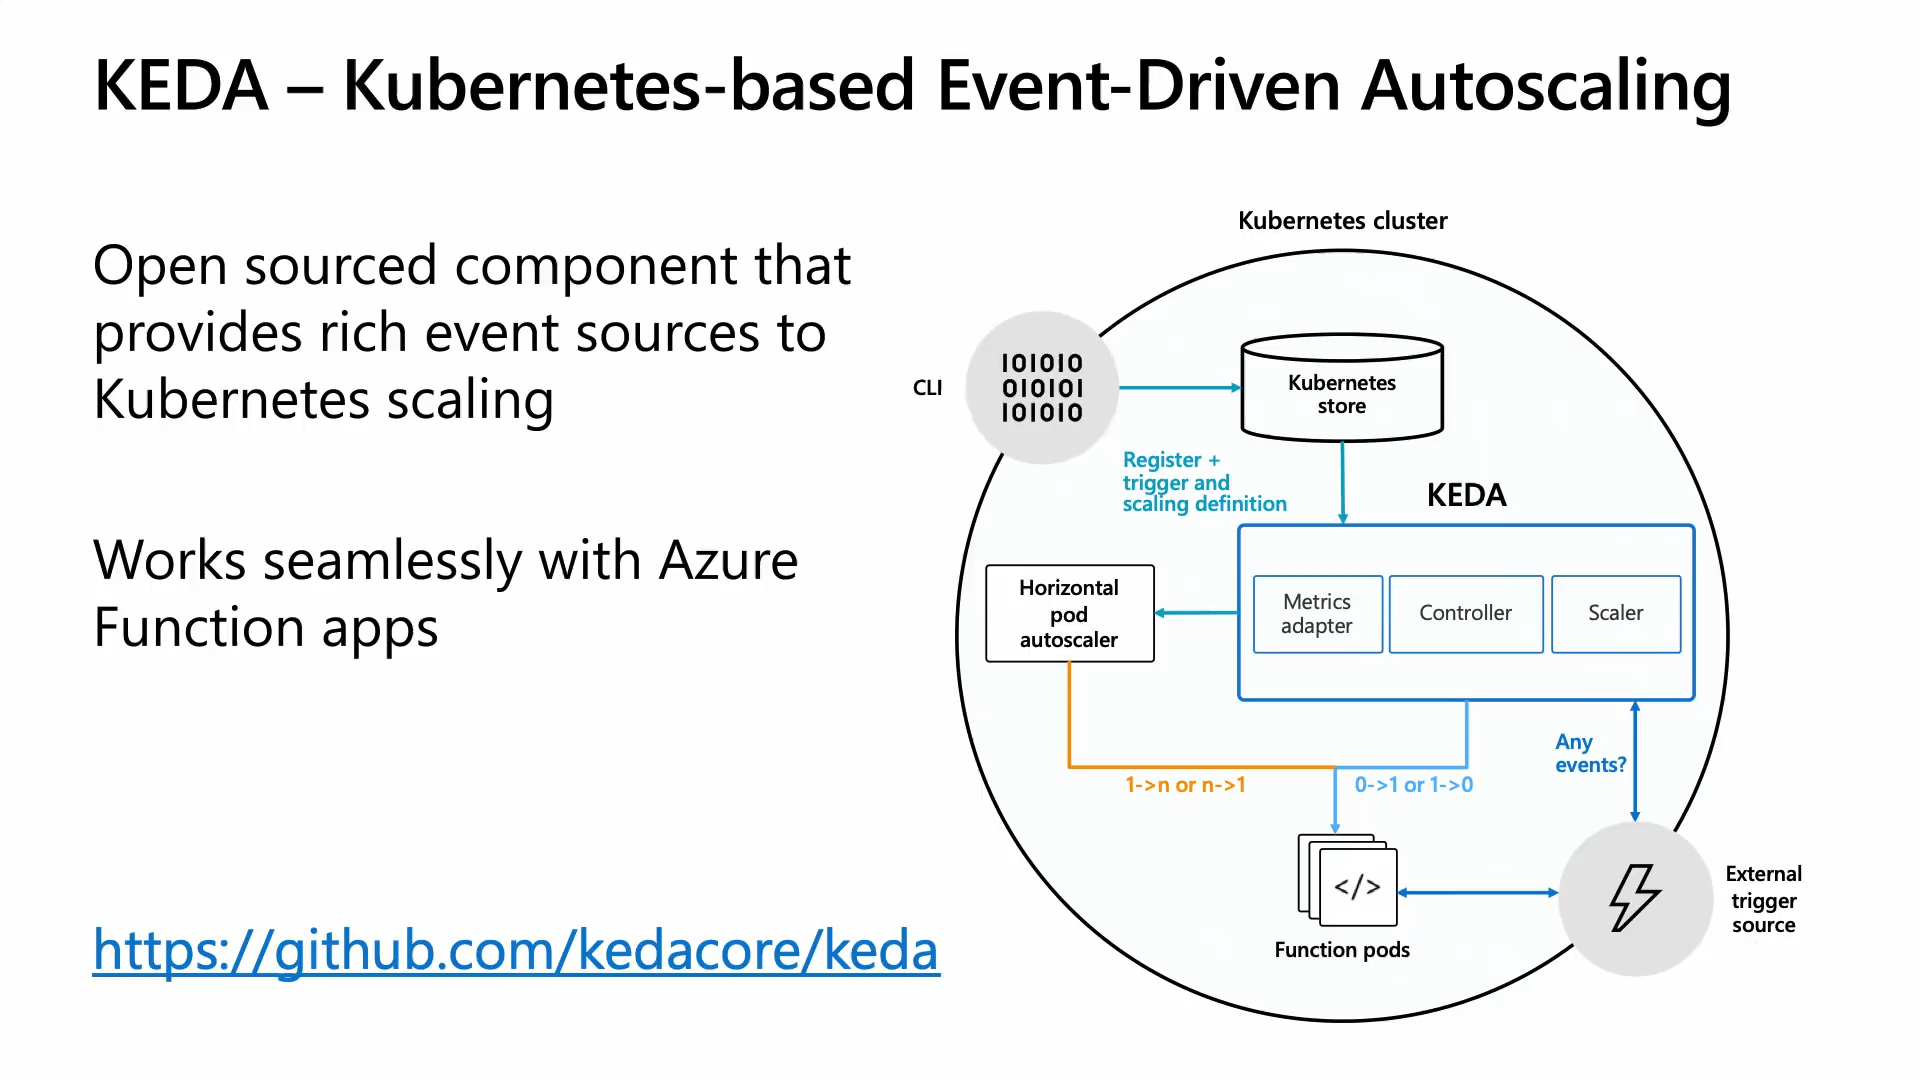 KEDA – Kubernetes-based Event-Driven Autoscaling
Open sourced component that
provides rich event sources to
Kubernetes scaling
Works seamlessly with Azure
Function apps
https://github.com/kedacore/keda
Kubernetes cluster
CLI
IOIOIO
OIOIOI
IOIOIO
Kubernetes
store
Register +
trigger and
scaling definition
KEDA
Horizontal
pod
autoscaler
Metrics
adapter
Controller
Scaler
Any
events?
1->n or n->1
0->1 or 1->0
</>
Function pods
External
trigger
source